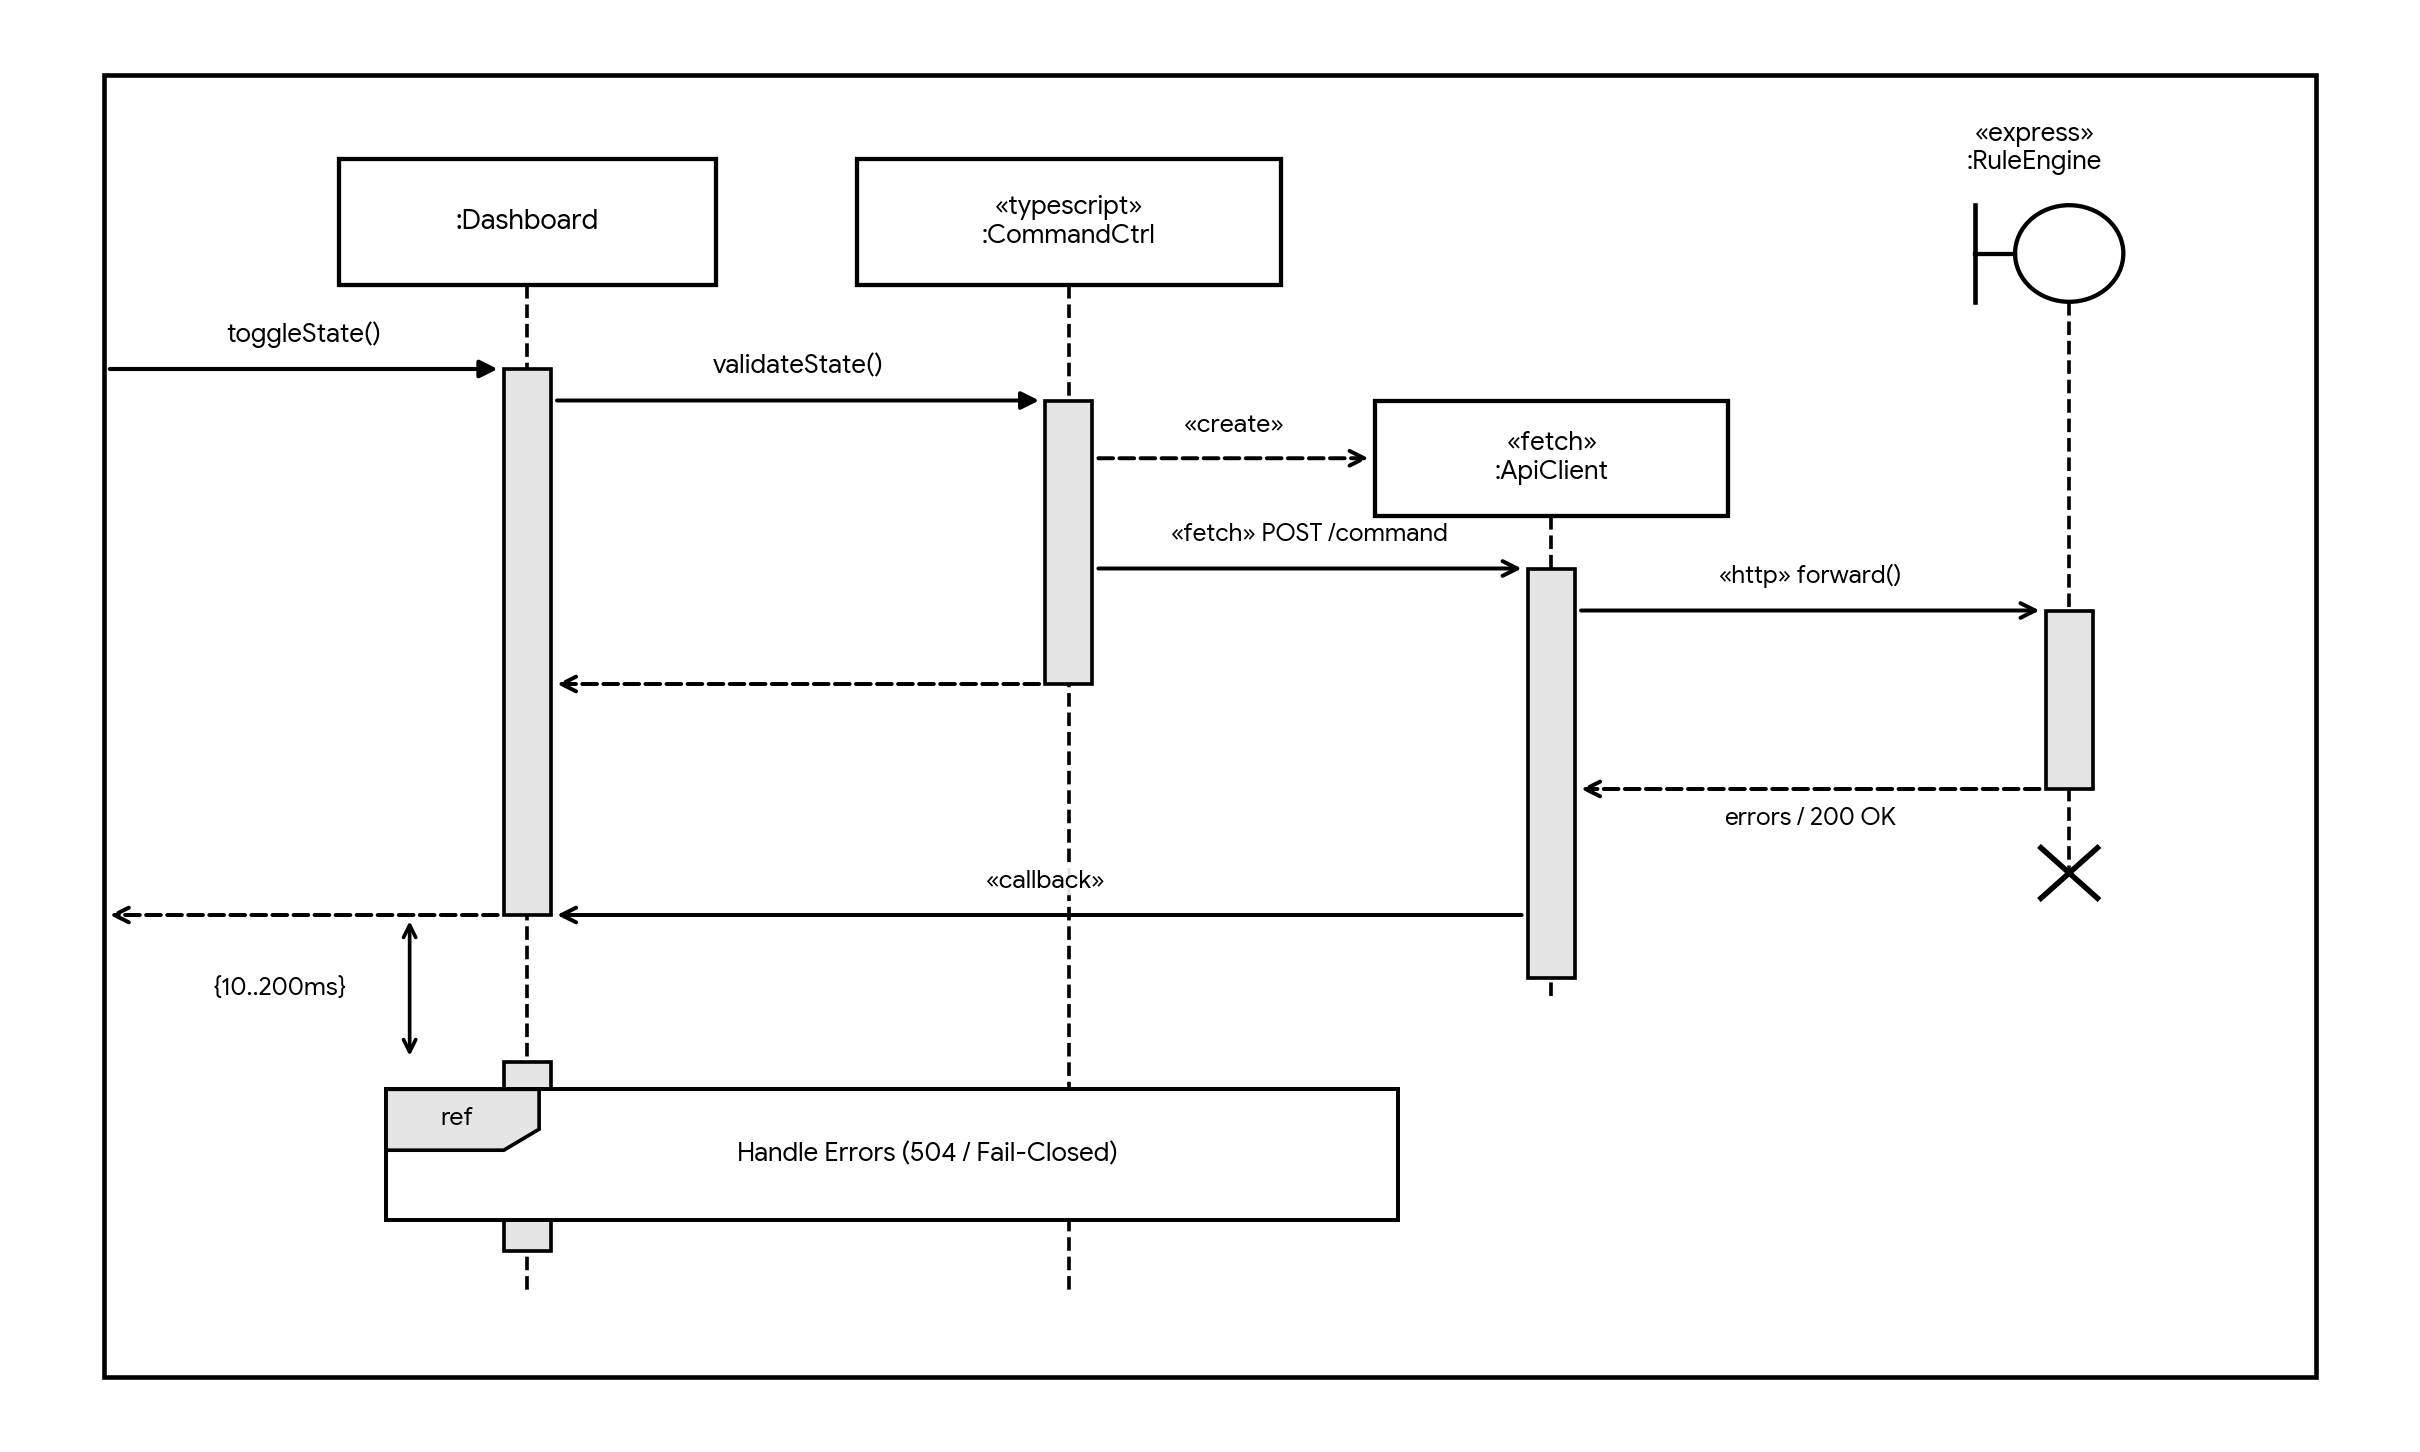 «express»
:RuleEngine
:Dashboard
«typescript»
:CommandCtrl
toggleState()
validateState()
«create»
«fetch»
:ApiClient
«fetch» POST /command
«http» forward()
errors / 200 OK
«callback»
{10..200ms}
ref
Handle Errors (504 / Fail-Closed)